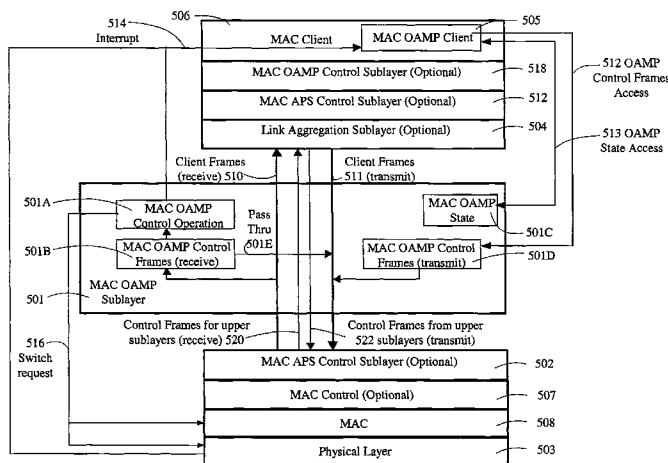 514
506
505
Interrupt
MAC Client
MAC OAMP Client
512 OAMP
Control Frames
Access
MAC OAMP Control Sublayer (Optional)
518
MAC APS Control Sublayer (Optional)
512
Link Aggregation Sublayer (Optional)
504
513 OAMP
State Access
Client Frames
(receive) 510
Client Frames
511 (transmit)
501A
MAC OAMP
Control Operation
Pass
Thru
501E
MAC OAMP
State
501C
501B
MAC OAMP Control
Frames (receive)
MAC OAMP Control
Frames (transmit)
501D
501
MAC OAMP
Sublayer
516
Switch
request
Control Frames for upper
sublayers (receive) 520
Control Frames from upper
522 sublayers (transmit)
MAC APS Control Sublayer (Optional)
502
MAC Control (Optional)
507
MAC
508
Physical Layer
503